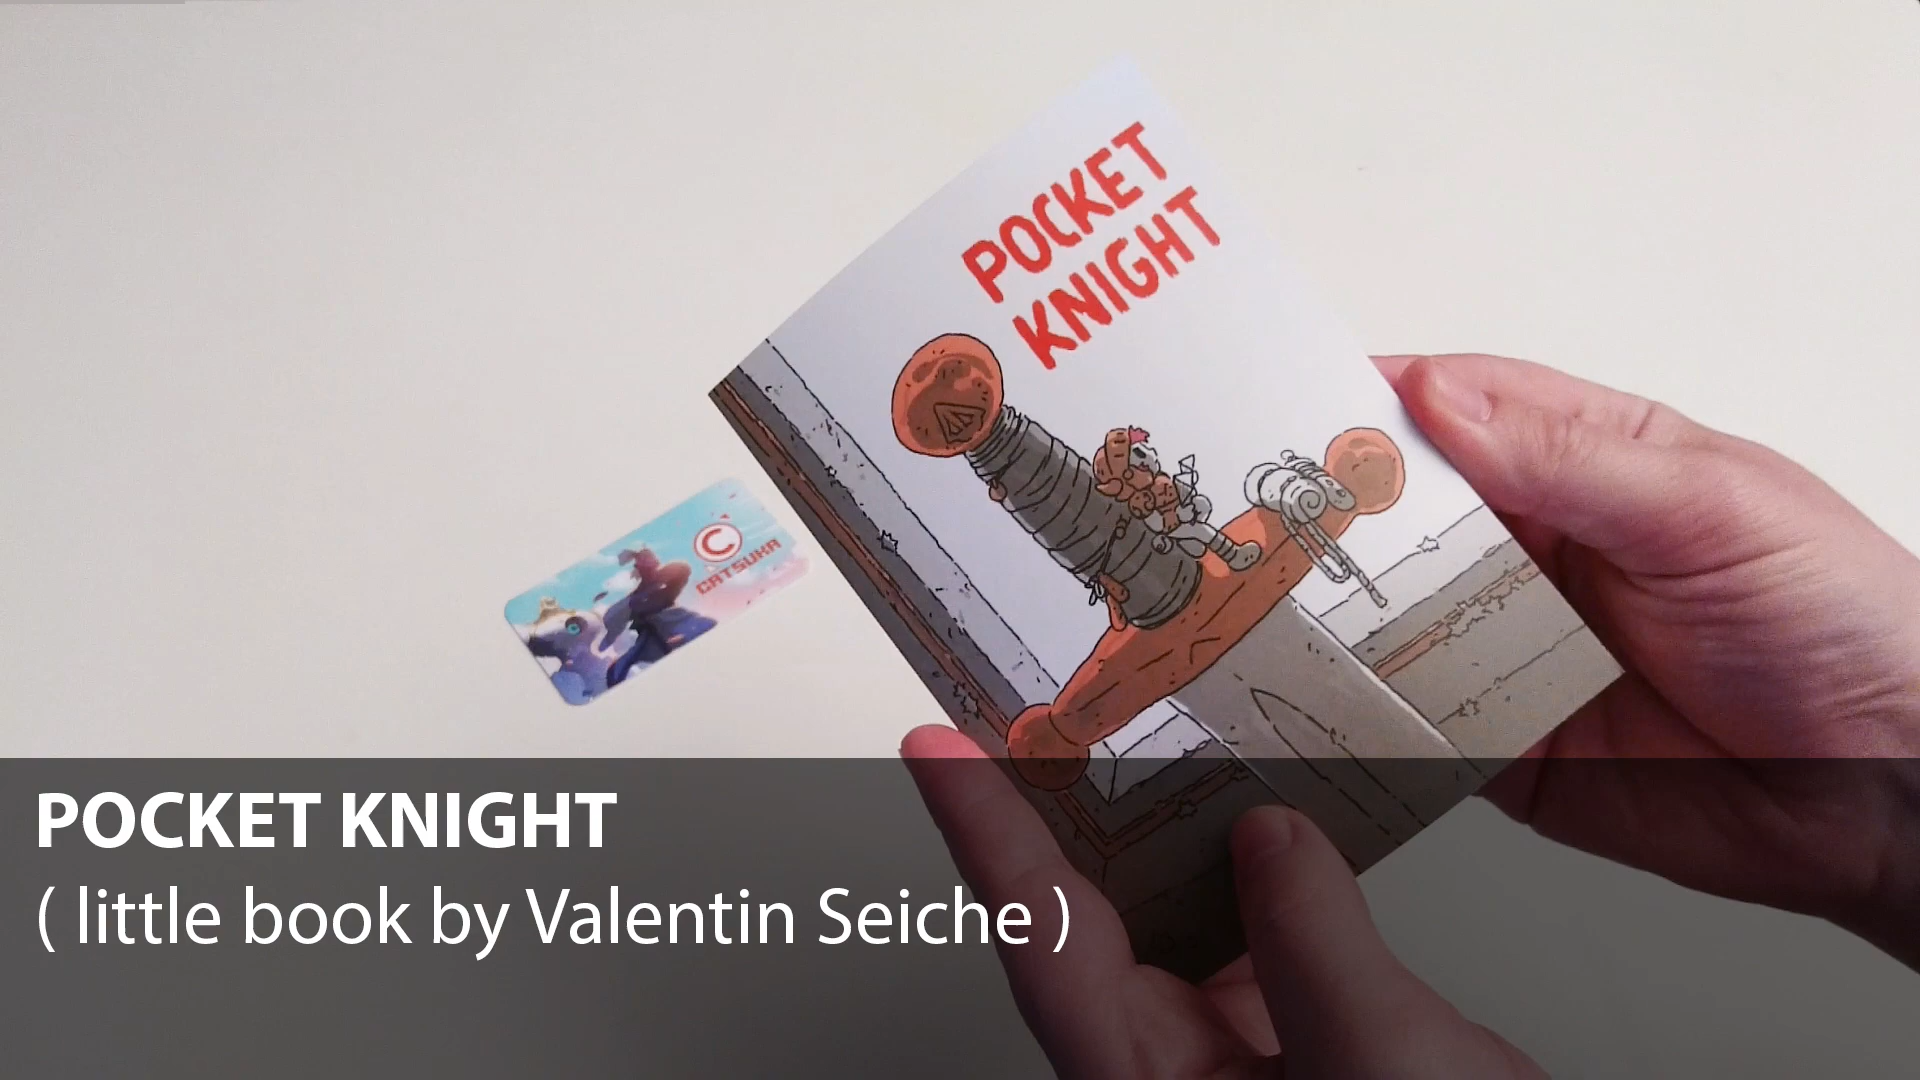 POCKET
KNIGHT
C
CATSUKA
POCKET KNIGHT
( little book by Valentin Seiche )